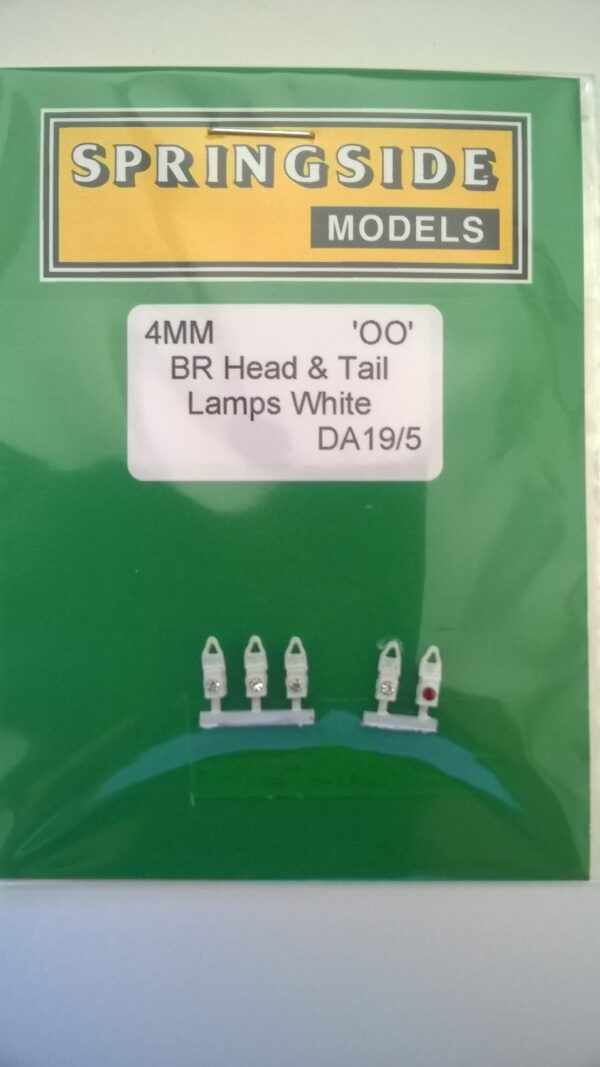 SPRINGSIDE
MODELS
4MM 'OO'
BR Head & Tail
Lamps White
DA19/5